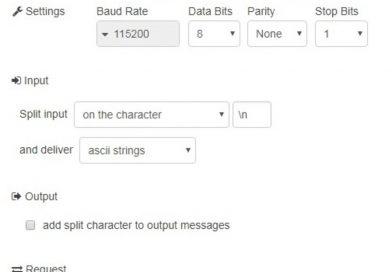 Settings Baud Rate Data Bits Parity Stop Bits
115200 8 None 1
Input
Split input on the character \n
and deliver ascii strings
Output
add split character to output messages
Request